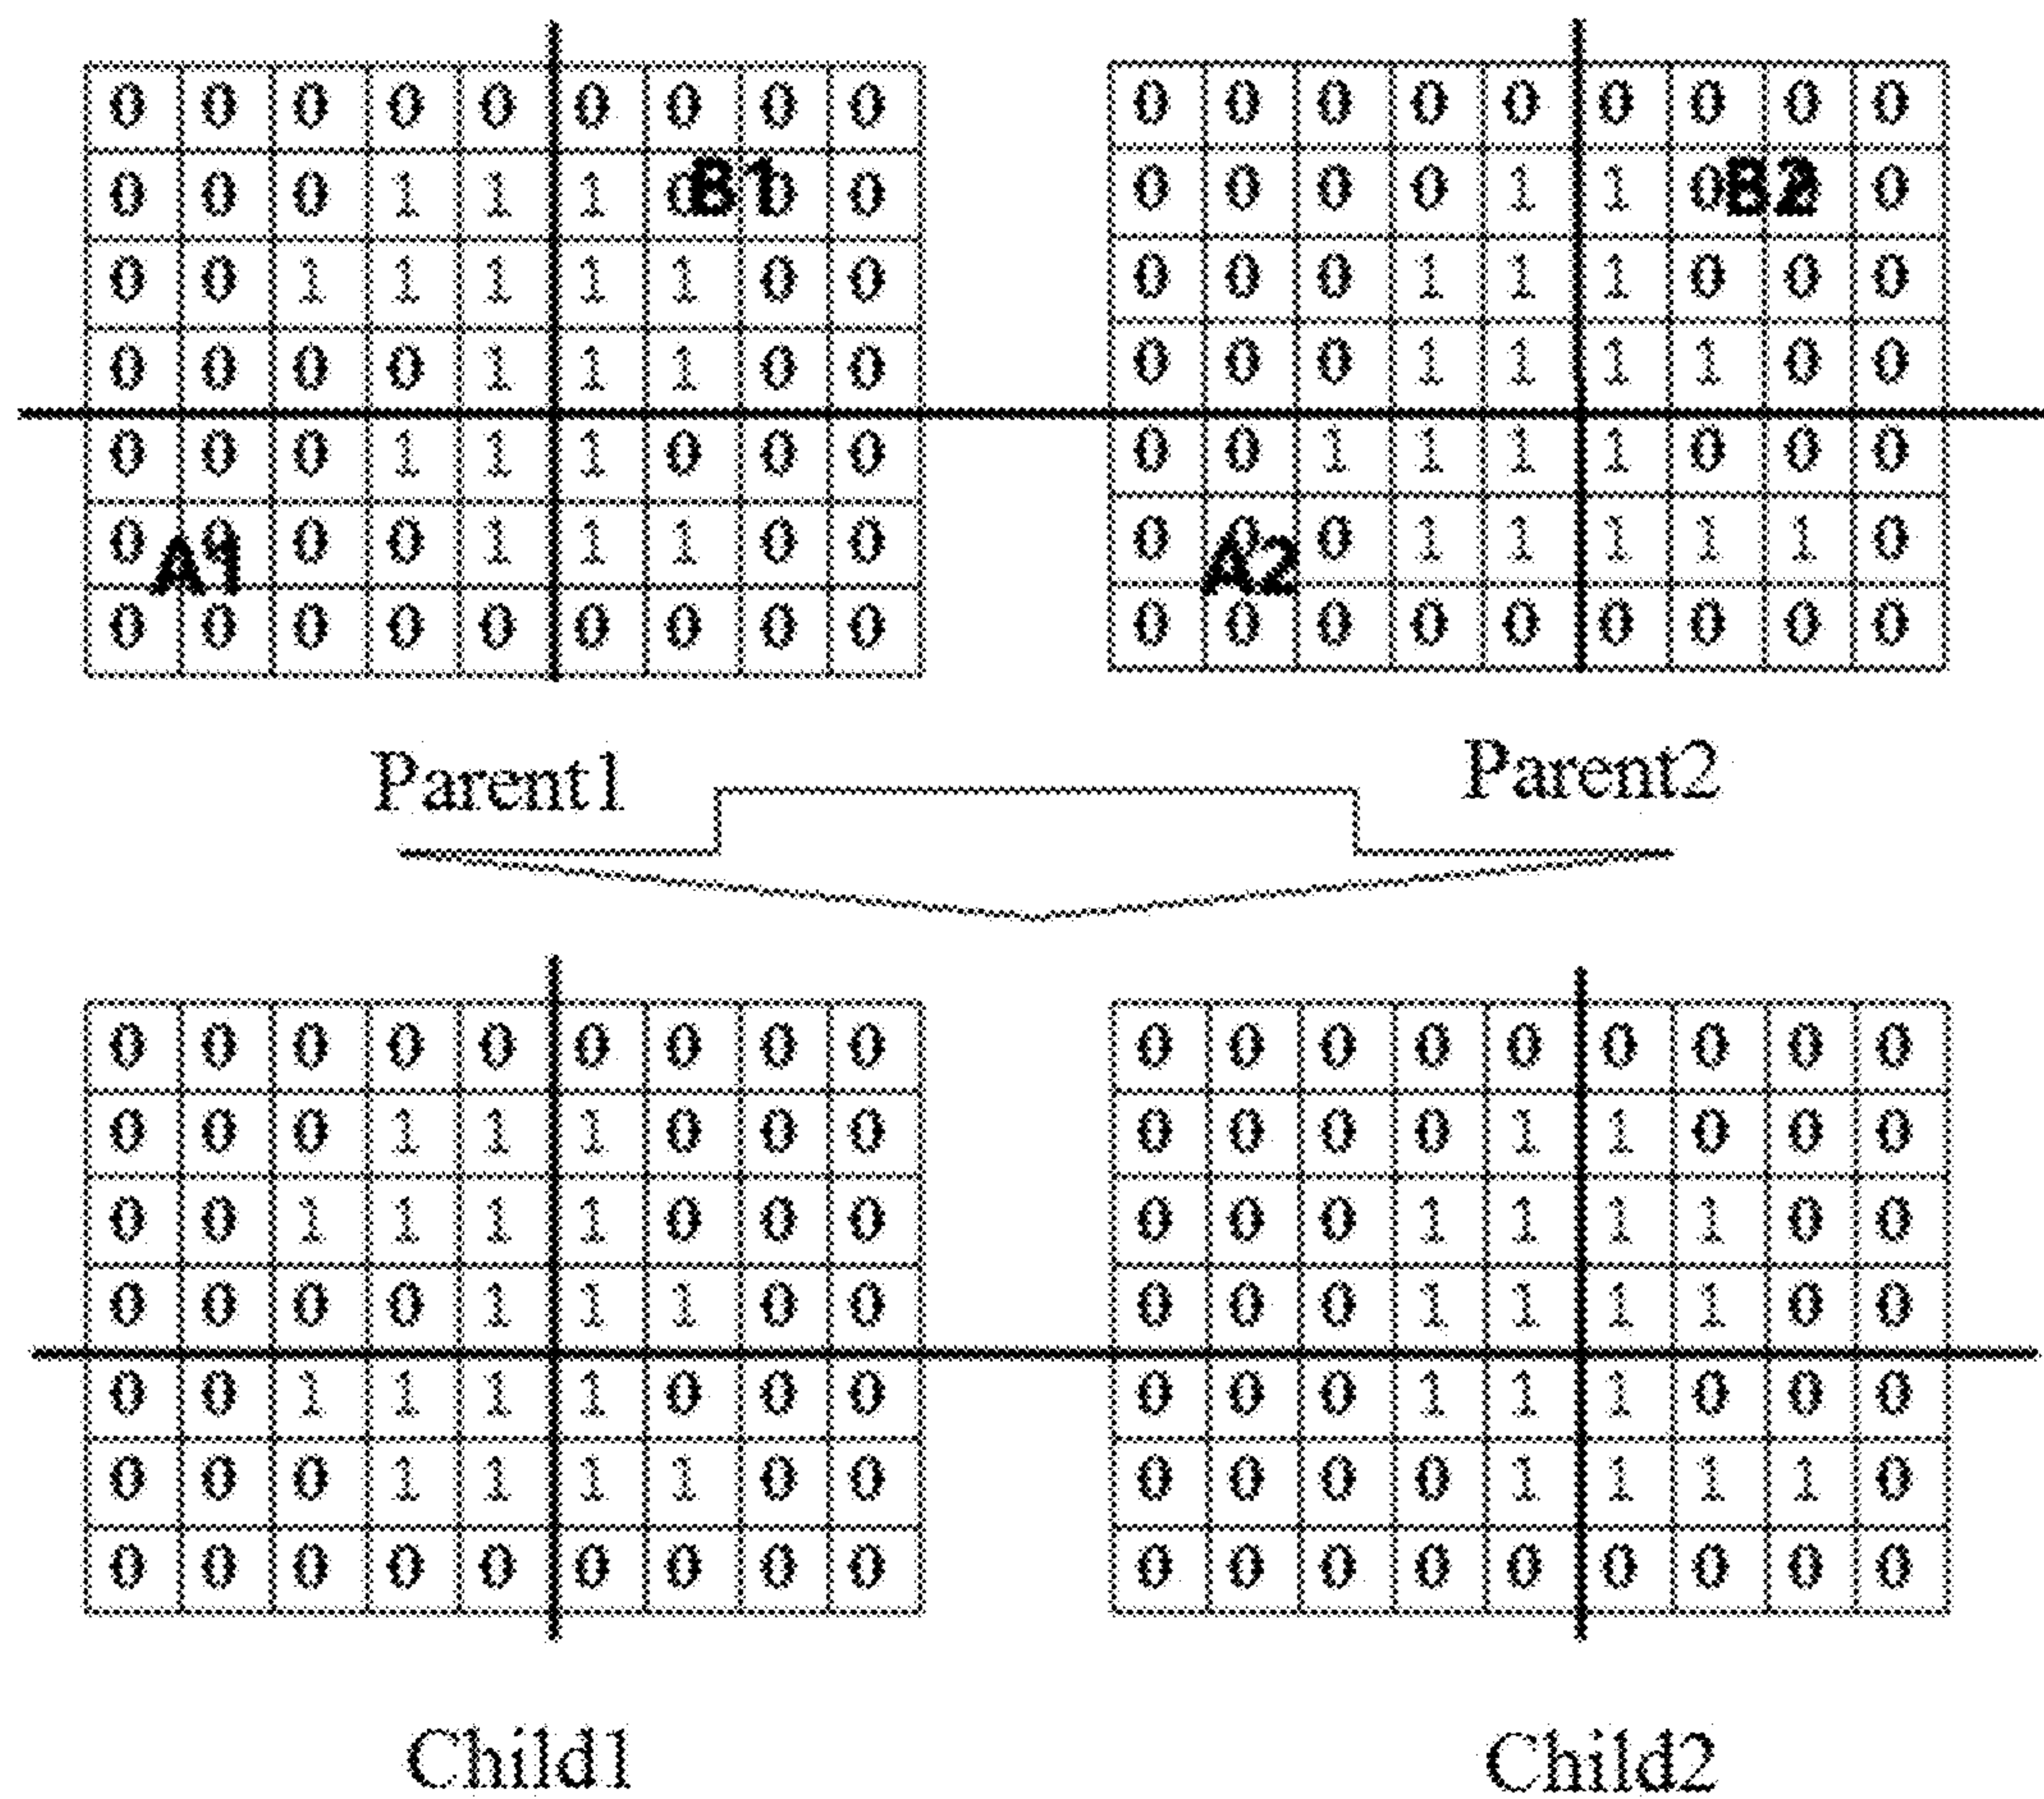 0 0 0 0 0 0 0 0 0
0 0 0 1 1 1 0 0 0
B1
0 0 1 1 1 1 1 0 0
0 0 0 0 1 1 1 0 0
0 0 0 1 1 1 0 0 0
0 0 0 0 1 1 1 0 0
A1
0 0 0 0 0 0 0 0 0
Parent1
0 0 0 0 0 0 0 0 0
0 0 0 0 1 1 0 0 0
B2
0 0 0 1 1 1 0 0 0
0 0 0 1 1 1 1 0 0
0 0 1 1 1 1 0 0 0
0 0 0 1 1 1 1 1 0
A2
0 0 0 0 0 0 0 0 0
Parent2
0 0 0 0 0 0 0 0 0
0 0 0 1 1 1 0 0 0
0 0 1 1 1 1 0 0 0
0 0 0 0 1 1 1 0 0
0 0 1 1 1 1 0 0 0
0 0 0 1 1 1 1 0 0
0 0 0 0 0 0 0 0 0
Child1
0 0 0 0 0 0 0 0 0
0 0 0 0 1 1 0 0 0
0 0 0 1 1 1 1 0 0
0 0 0 1 1 1 1 0 0
0 0 0 1 1 1 0 0 0
0 0 0 0 1 1 1 1 0
0 0 0 0 0 0 0 0 0
Child2